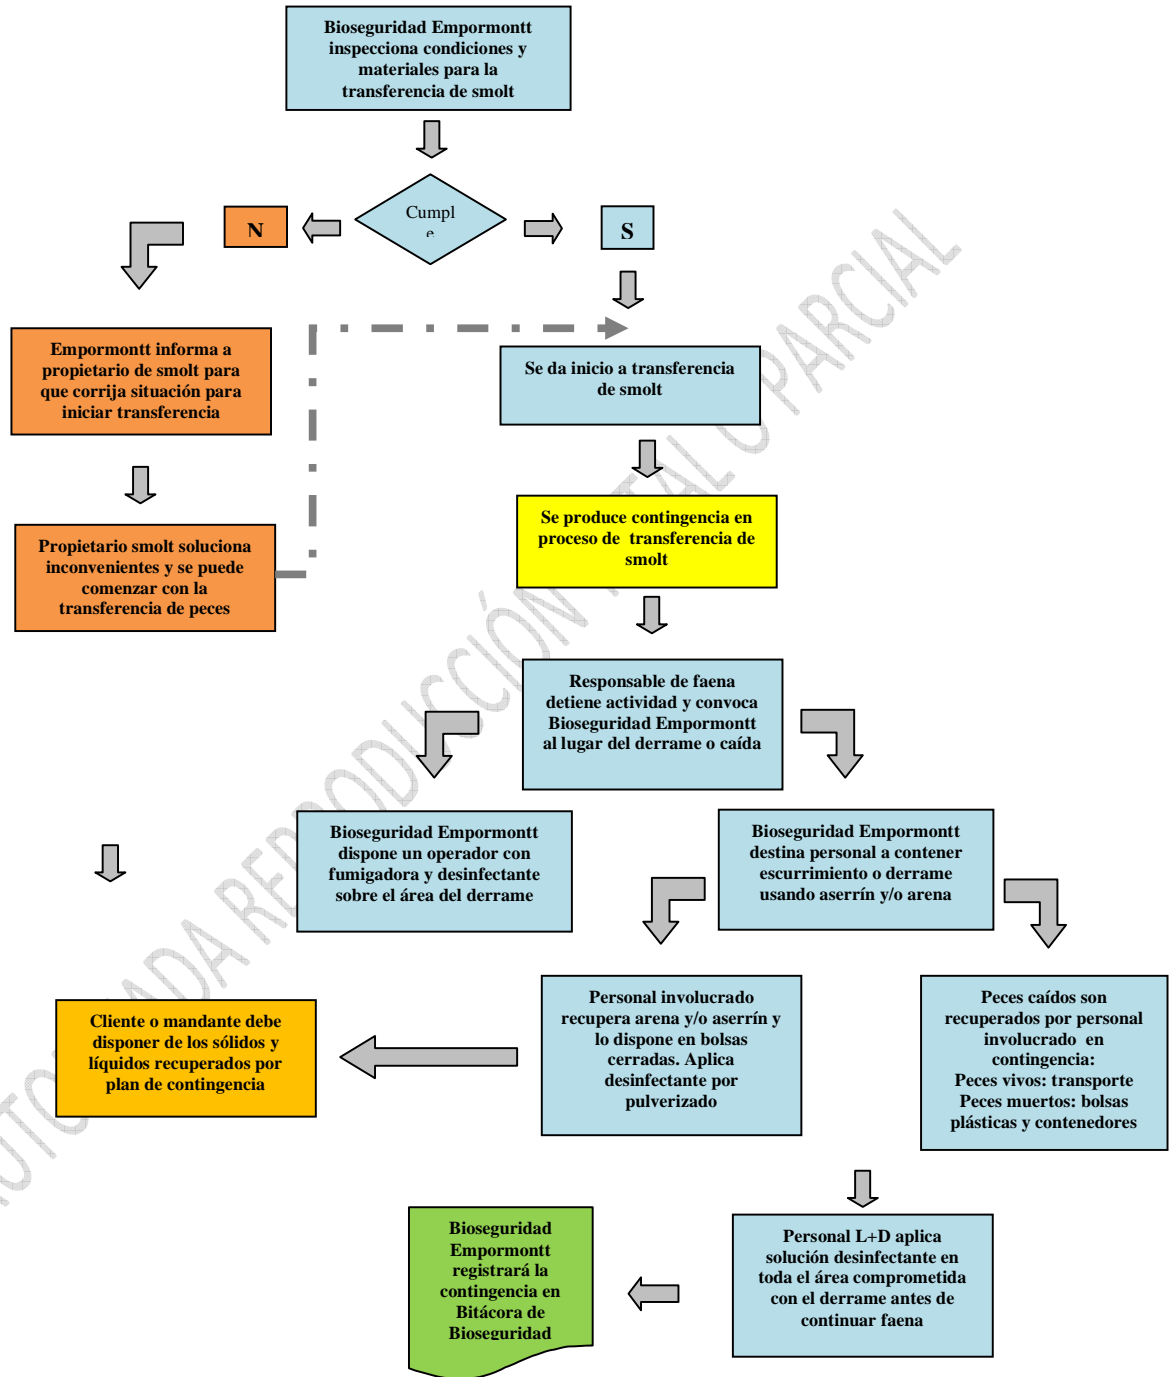 Bioseguridad Empormontt
inspecciona condiciones y
materiales para la
transferencia de smolt
Cumpl
N
S
Empormontt informa a
propietario de smolt para
que corrija situación para
iniciar transferencia
Se da inicio a transferencia
de smolt
Propietario smolt soluciona
inconvenientes y se puede
comenzar con la
transferencia de peces
Se produce contingencia en
proceso de transferencia de
smolt
Responsable de faena
detiene actividad y convoca
Bioseguridad Empormontt
al lugar del derrame o caída
Bioseguridad Empormontt
dispone un operador con
fumigadora y desinfectante
sobre el área del derrame
Bioseguridad Empormontt
destina personal a contener
escurrimiento o derrame
usando aserrín y/o arena
Cliente o mandante debe
disponer de los sólidos y
líquidos recuperados por
plan de contingencia
Personal involucrado
recupera arena y/o aserrín y
lo dispone en bolsas
cerradas. Aplica
desinfectante por
pulverizado
Peces caídos son
recuperados por personal
involucrado en
contingencia:
Peces vivos: transporte
Peces muertos: bolsas
plásticas y contenedores
Bioseguridad
Empormontt
registrará la
contingencia en
Bitácora de
Bioseguridad
Personal L+D aplica
solución desinfectante en
toda el área comprometida
con el derrame antes de
continuar faena
REPRODUCCIÓN
O PARCIAL